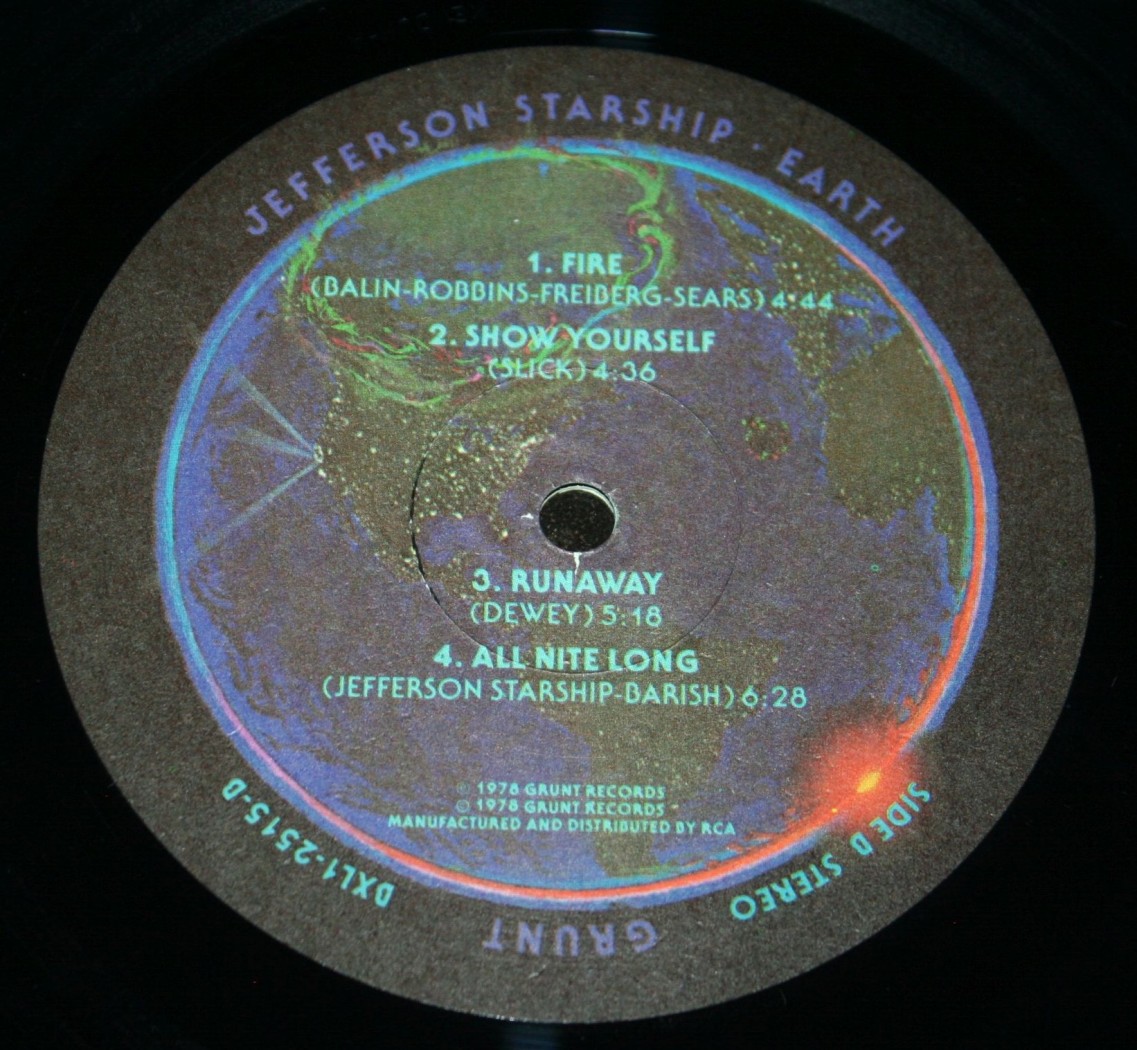 JEFFERSON STARSHIP · EARTH
1. FIRE
(BALIN-ROBBINS-FREIBERG-SEARS) 4:44
2. SHOW YOURSELF
(SLICK) 4:36
3. RUNAWAY
(DEWEY) 5:18
4. ALL NITE LONG
(JEFFERSON STARSHIP-BARISH) 6:28
℗ 1978 GRUNT RECORDS
© 1978 GRUNT RECORDS
MANUFACTURED AND DISTRIBUTED BY RCA
DXL1-2515-D
SIDE D STEREO
GRUNT